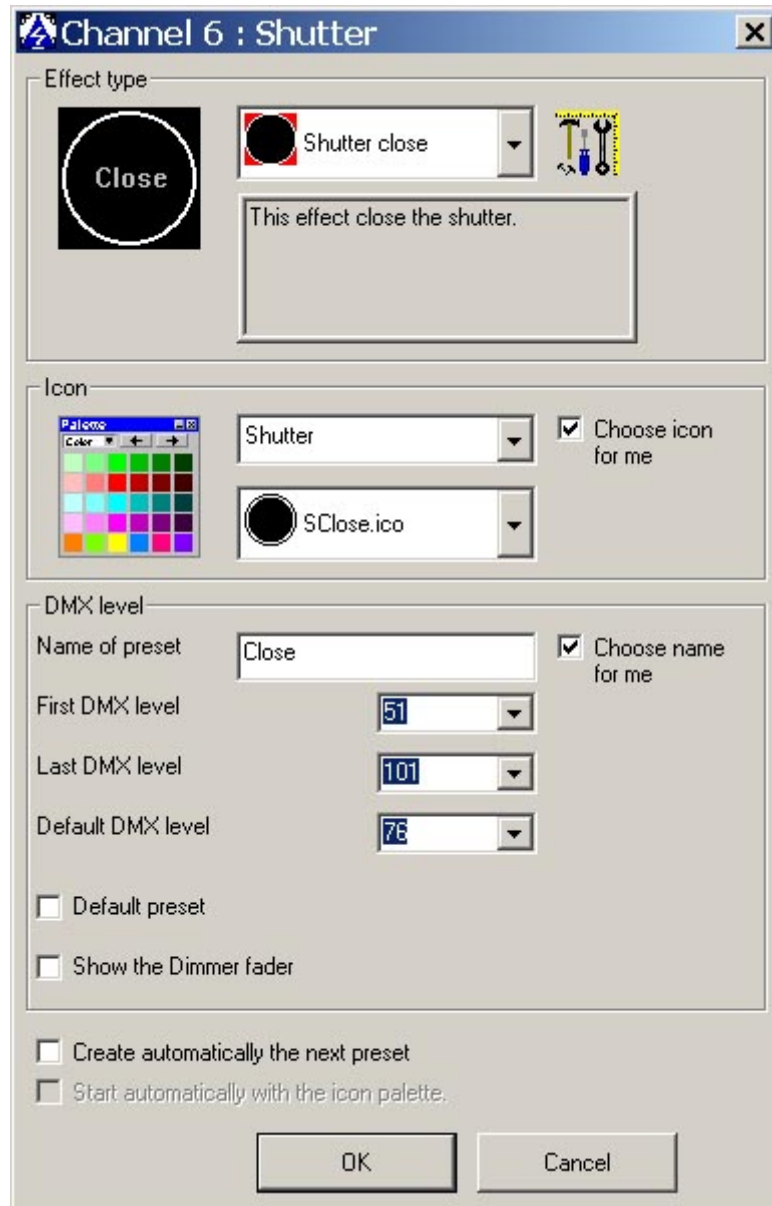 Channel 6 : Shutter
Effect type
Close
Shutter close
This effect close the shutter.
Icon
Palette
Color
Shutter
Choose icon
for me
SClose.ico
DMX level
Name of preset
Close
Choose name
for me
First DMX level
51
Last DMX level
101
Default DMX level
76
Default preset
Show the Dimmer fader
Create automatically the next preset
Start automatically with the icon palette.
OK
Cancel